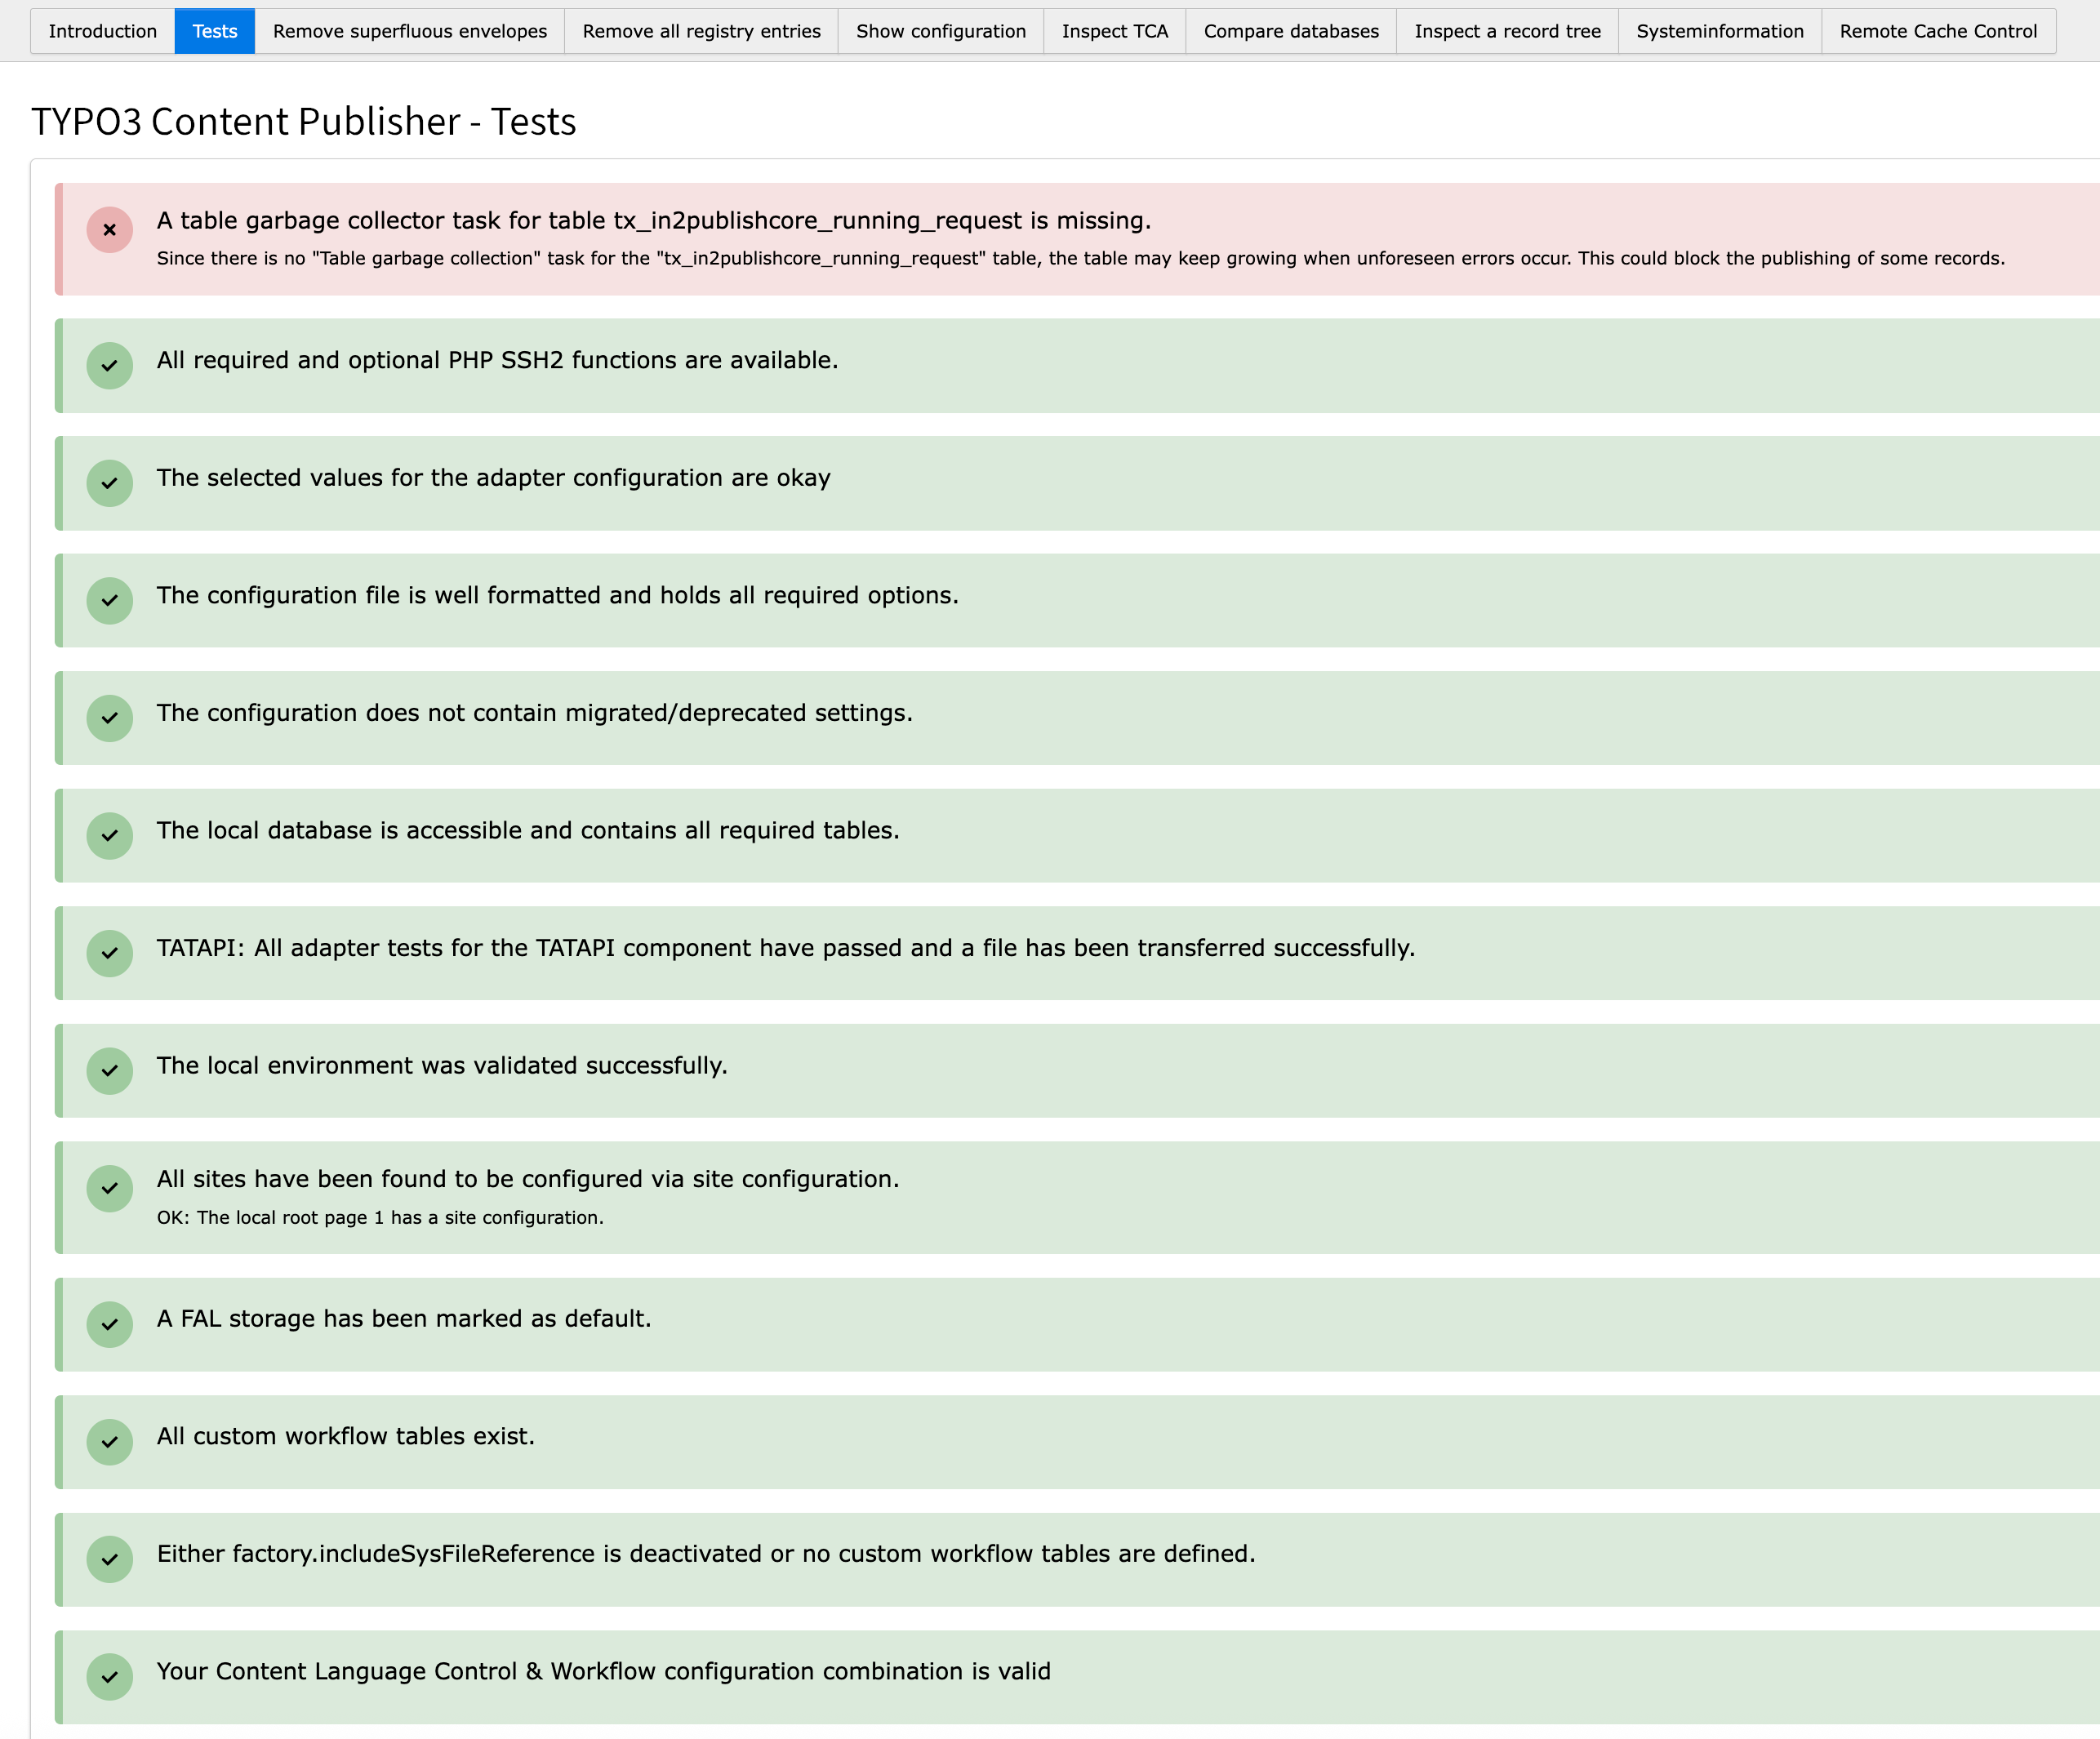 Introduction Tests Remove superfluous envelopes Remove all registry entries Show configuration Inspect TCA Compare databases Inspect a record tree Systeminformation Remote Cache Control
TYPO3 Content Publisher - Tests
A table garbage collector task for table tx_in2publishcore_running_request is missing.
Since there is no "Table garbage collection" task for the "tx_in2publishcore_running_request" table, the table may keep growing when unforeseen errors occur. This could block the publishing of some records.
All required and optional PHP SSH2 functions are available.
The selected values for the adapter configuration are okay
The configuration file is well formatted and holds all required options.
The configuration does not contain migrated/deprecated settings.
The local database is accessible and contains all required tables.
TATAPI: All adapter tests for the TATAPI component have passed and a file has been transferred successfully.
The local environment was validated successfully.
All sites have been found to be configured via site configuration.
OK: The local root page 1 has a site configuration.
A FAL storage has been marked as default.
All custom workflow tables exist.
Either factory.includeSysFileReference is deactivated or no custom workflow tables are defined.
Your Content Language Control & Workflow configuration combination is valid